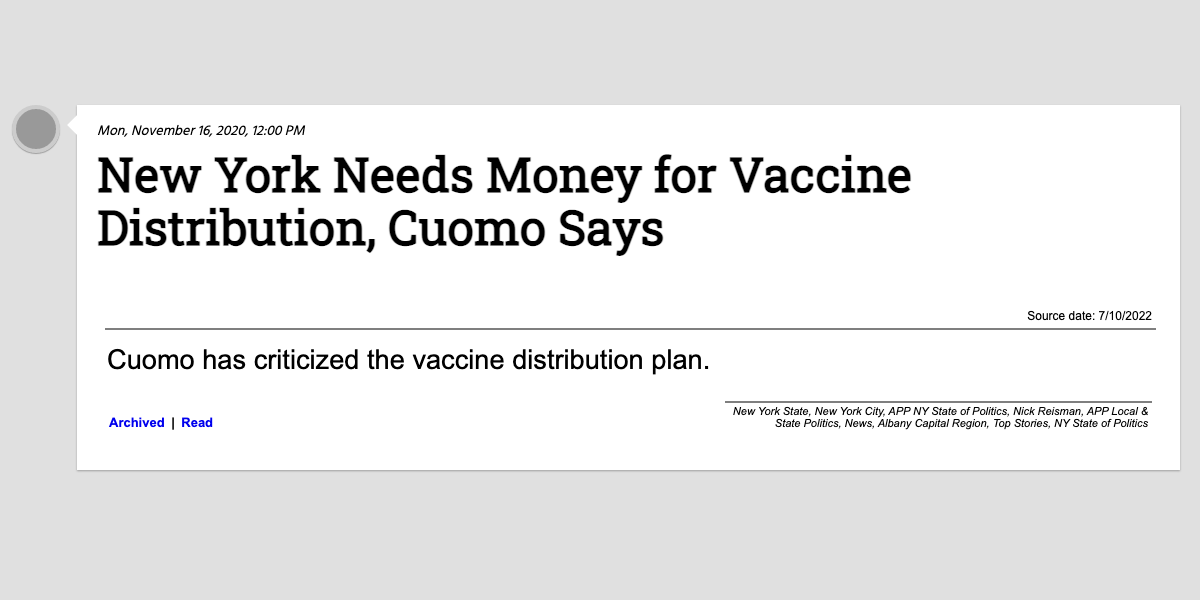 Mon, November 16, 2020, 12:00 PM
New York Needs Money for Vaccine
Distribution, Cuomo Says
Source date: 7/10/2022
Cuomo has criticized the vaccine distribution plan.
Archived | Read
New York State, New York City, APP NY State of Politics, Nick Reisman, APP Local &
State Politics, News, Albany Capital Region, Top Stories, NY State of Politics